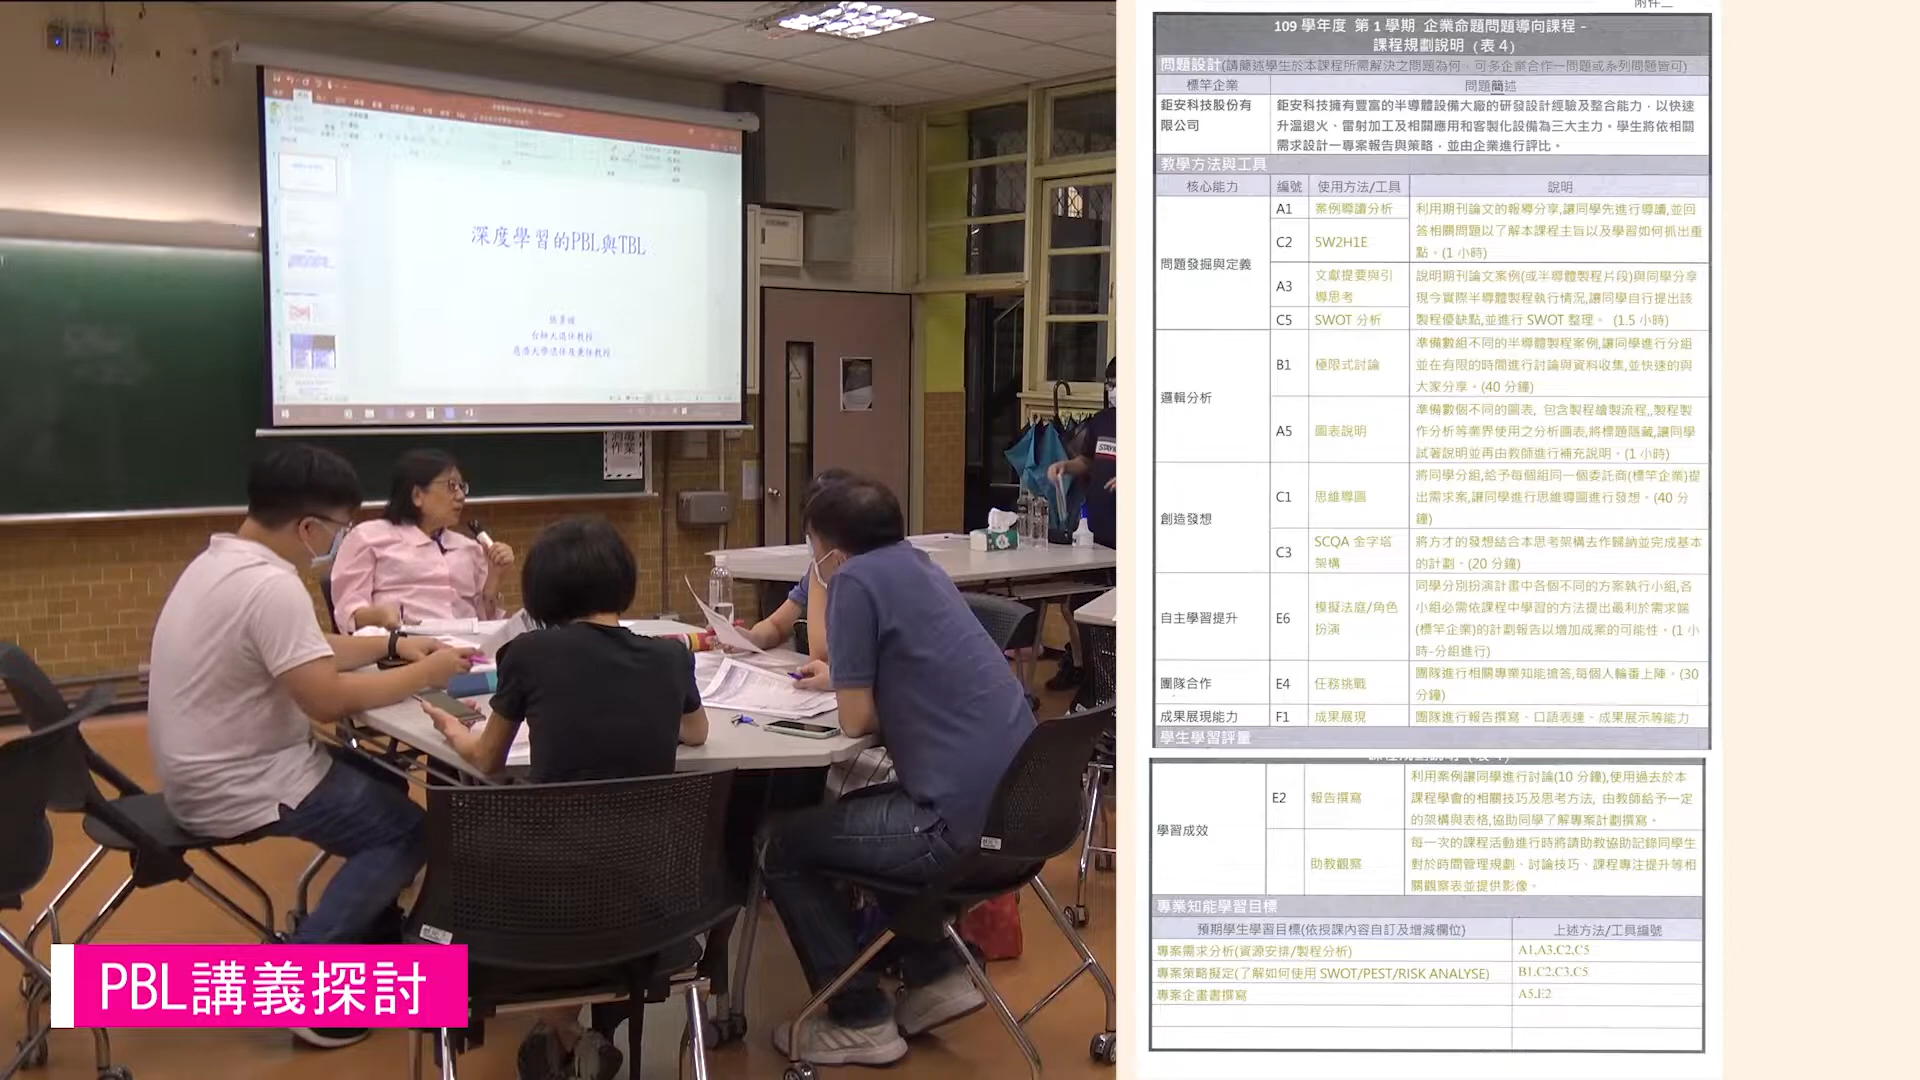 深度學習的PBL與TBL
台師大退休教授
慈濟大學退休及兼任教授
PBL講義探討
109 學年度 第 1 學期 企業命題問題導向課程 -
課程規劃說明 (表 4)
問題設計(請簡述學生於本課程所需解決之問題為何,可多企業合作一問題或系列問題皆可)
標竿企業 問題簡述
鉅安科技股份有限公司
鉅安科技擁有豐富的半導體設備大廠的研發設計經驗及整合能力，以快速
升溫退火、雷射加工及相關應用和客製化設備為三大主力。學生將依相關
需求設計一專案報告與策略，並由企業進行評比。
教學方法與工具
核心能力 編號 使用方法/工具 說明
問題發掘與定義
A1 案例導讀分析
C2 5W2H1E
利用期刊論文的報導分享,讓同學先進行導讀,並回
答相關問題以了解本課程主旨以及學習如何抓出重
點。(1 小時)
A3 文獻提要與引導思考
C5 SWOT 分析
說明期刊論文案例(或半導體製程片段)與同學分享
現今實際半導體製程執行情況,讓同學自行提出該
製程優缺點,並進行 SWOT 整理。 (1.5 小時)
邏輯分析
B1 極限式討論
準備數組不同的半導體製程案例,讓同學進行分組
並在有限的時間進行討論與資料收集,並快速的與
大家分享。(40 分鐘)
A5 圖表說明
準備數個不同的圖表, 包含製程繪製流程,,製程製
作分析等業界使用之分析圖表,將標題隱藏,讓同學
試著說明並再由教師進行補充說明。(1 小時)
創造發想
C1 思維導圖
將同學分組,給予每個組同一個委託商(標竿企業)提
出需求案,讓同學進行思維導圖進行發想。(40 分
鐘)
C3 SCQA 金字塔架構
將方才的發想結合本思考架構去作歸納並完成基本
的計劃。(20 分鐘)
自主學習提升
E6 模擬法庭/角色扮演
同學分別扮演計畫中各個不同的方案執行小組,各
小組必需依課程中學習的方法提出最利於需求端
(標竿企業)的計劃報告以增加成案的可能性。(1 小
時-分組進行)
團隊合作 E4 任務挑戰
團隊進行相關專業知能搶答,每個人輪番上陣。(30
分鐘)
成果展現能力 F1 成果展現 團隊進行報告撰寫、口語表達、成果展示等能力
學生學習評量
學習成效
E2 報告撰寫
利用案例讓同學進行討論(10 分鐘),使用過去於本
課程學會的相關技巧及思考方法, 由教師給予一定
的架構與表格,協助同學了解專案計劃撰寫。
助教觀察
每一次的課程活動進行時將請助教協助記錄同學生
對於時間管理規劃、討論技巧、課程專注提升等相
關觀察表並提供影像。
專業知能學習目標
預期學生學習目標(依授課內容自訂及增減欄位) 上述方法/工具編號
專案需求分析(資源安排/製程分析) A1,A3,C2,C5
專案策略擬定(了解如何使用 SWOT/PEST/RISK ANALYSE) B1,C2,C3,C5
專案企畫書撰寫 A5,E2